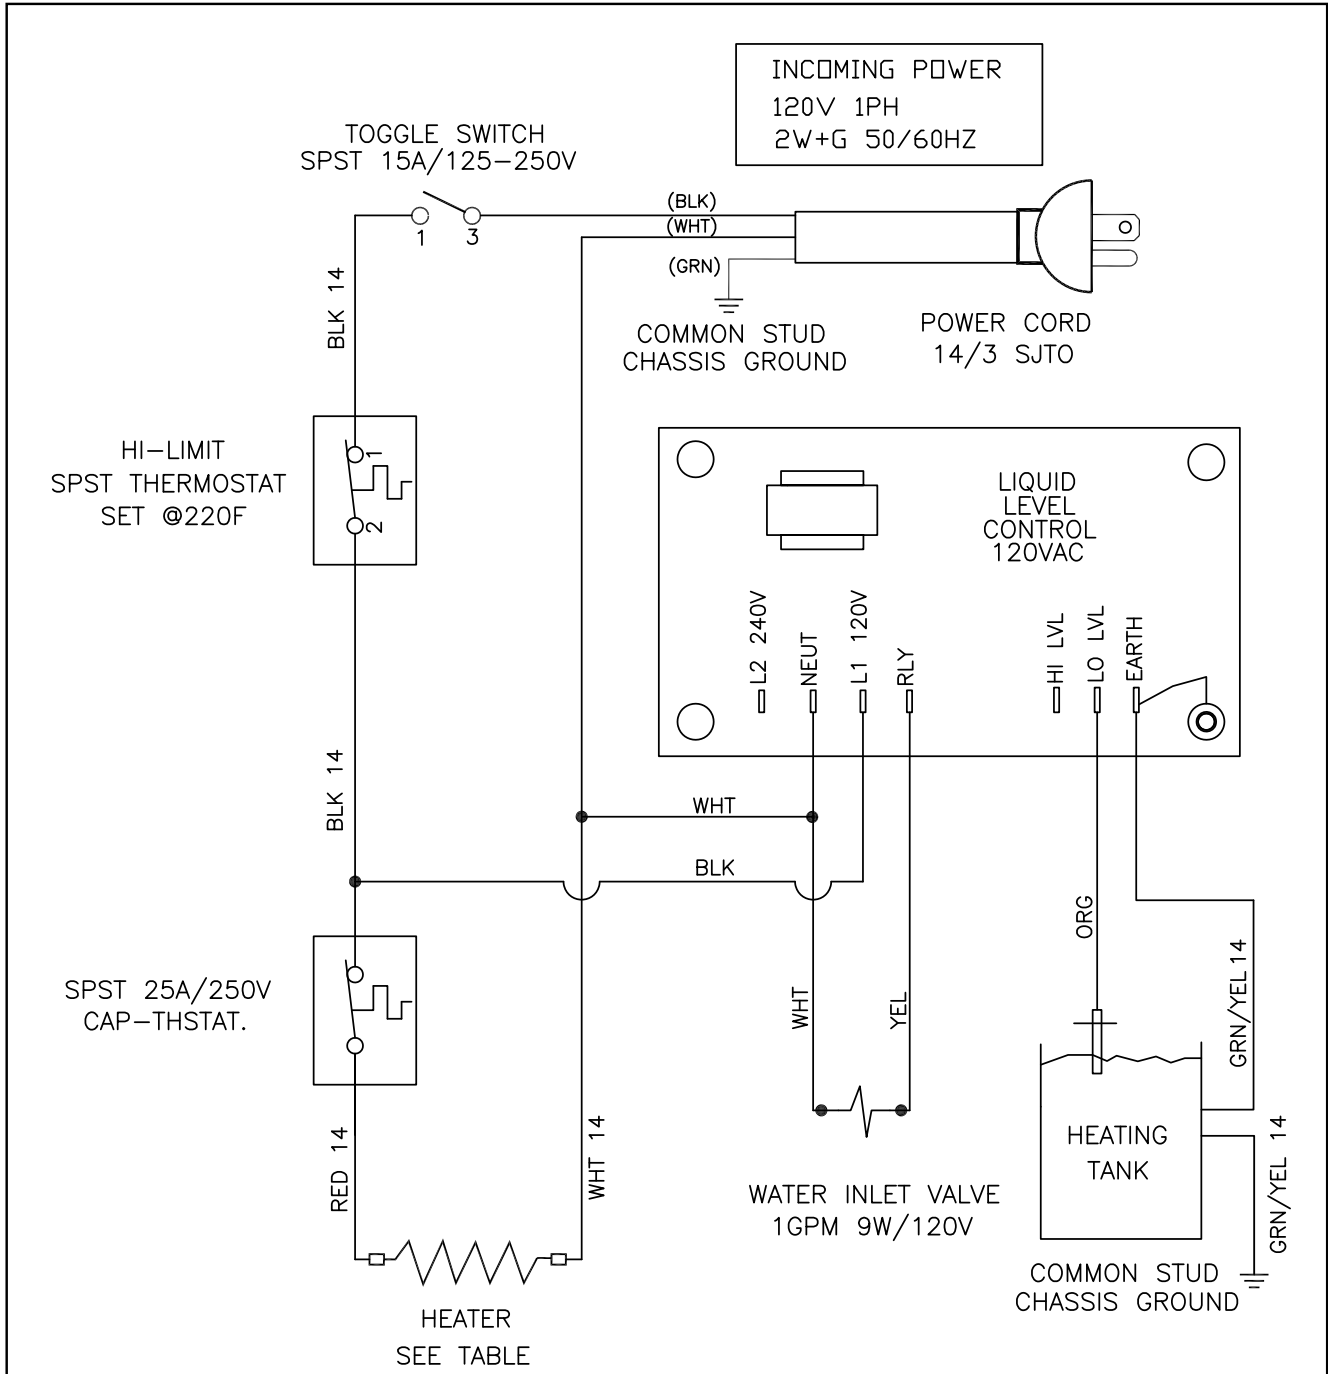 INCOMING POWER
120V 1PH
2W+G 50/60HZ
TOGGLE SWITCH
SPST 15A/125-250V
1
3
(BLK)
(WHT)
(GRN)
COMMON STUD
CHASSIS GROUND
POWER CORD
14/3 SJTO
BLK 14
HI-LIMIT
SPST THERMOSTAT
SET @220F
1
2
LIQUID
LEVEL
CONTROL
120VAC
L2 240V
NEUT
L1 120V
RLY
HI LVL
LO LVL
EARTH
BLK 14
WHT
BLK
ORG
GRN/YEL 14
SPST 25A/250V
CAP-THSTAT.
WHT
YEL
RED 14
WHT 14
HEATING
TANK
GRN/YEL 14
WATER INLET VALVE
1GPM 9W/120V
COMMON STUD
CHASSIS GROUND
HEATER
SEE TABLE